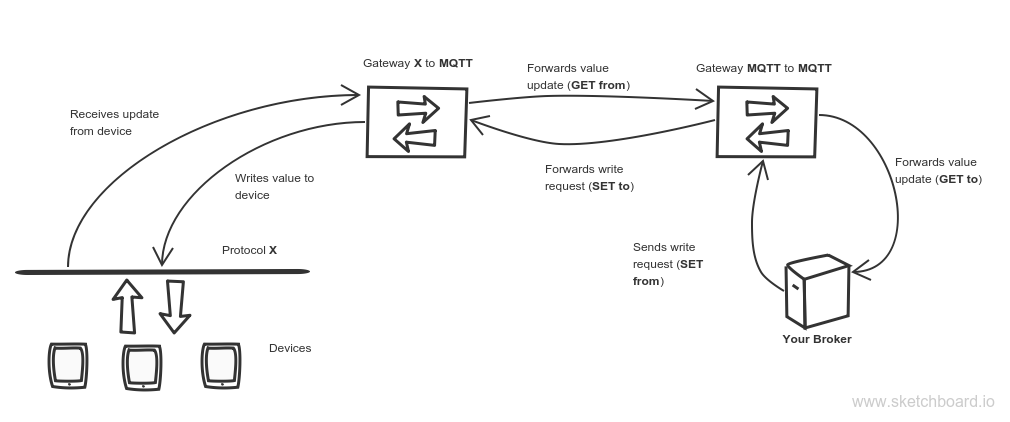 Gateway X to MQTT
Forwards value
update (GET from)
Gateway MQTT to MQTT
Receives update
from device
Writes value to
device
Forwards write
request (SET to)
Forwards value
update (GET to)
Protocol X
Sends write
request (SET
from)
Your Broker
Devices
www.sketchboard.io